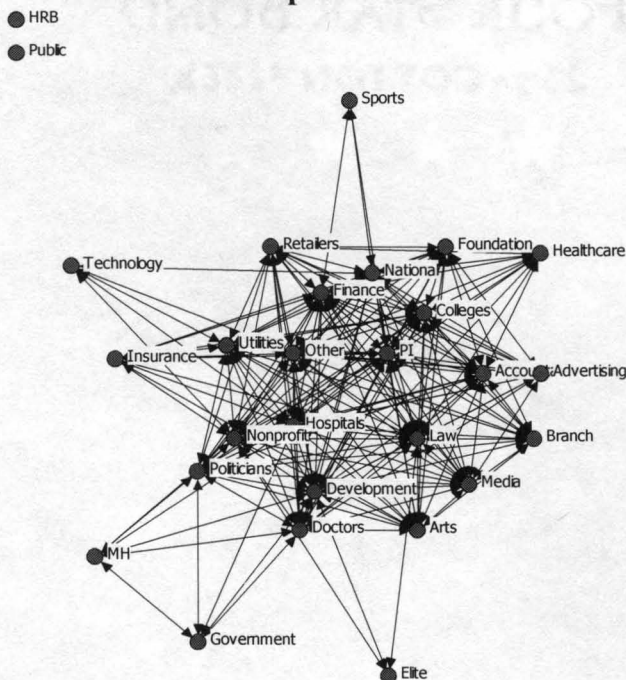 HRB
Public
Sports
Retailers
Foundation
Healthcare
Technology
National
Finance
Colleges
Utilities
Other
PI
Insurance
Account
Advertising
Hospitals
Nonprofit
Law
Branch
Politicians
Development
Media
Doctors
Arts
MH
Government
Elite